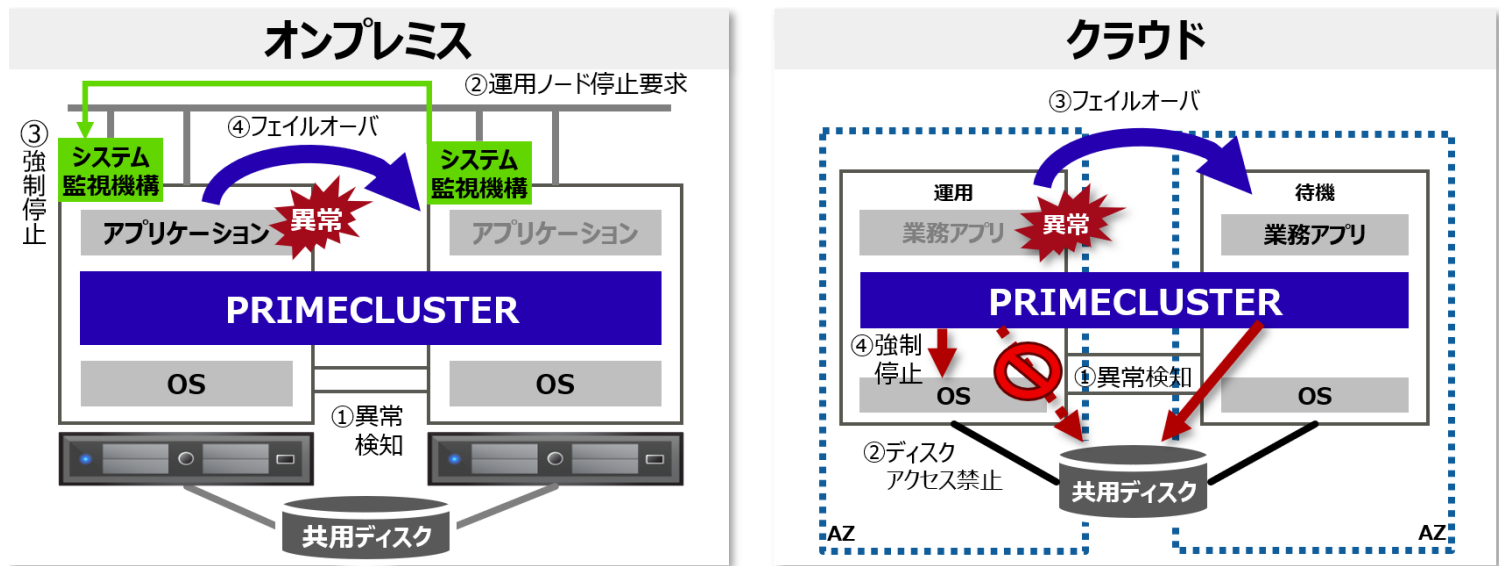 オンプレミス
②運用ノード停止要求
③
強
制
停
止
④フェイルオーバ
システム
監視機構
システム
監視機構
アプリケーション
異常
アプリケーション
PRIMECLUSTER
OS
OS
①異常
検知
共用ディスク
クラウド
③フェイルオーバ
運用
待機
業務アプリ
異常
業務アプリ
PRIMECLUSTER
④強制
停止
①異常検知
OS
OS
②ディスク
アクセス禁止
共用ディスク
AZ
AZ